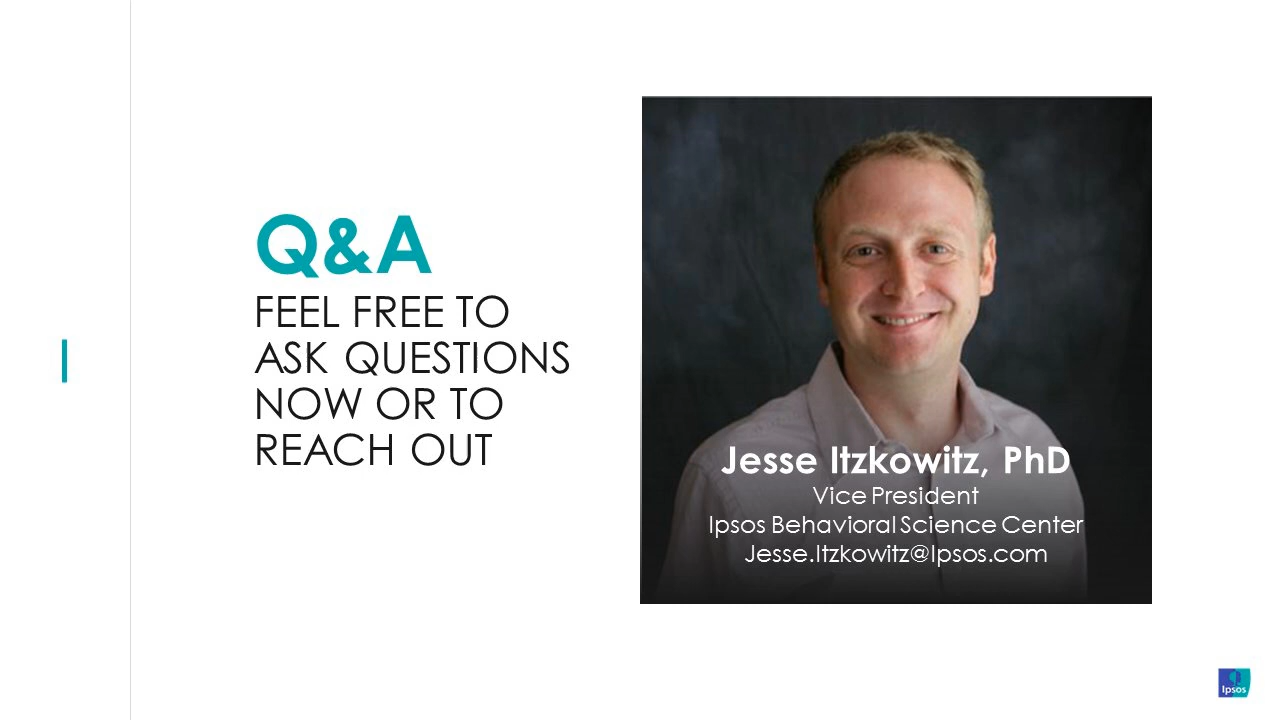 Q&A
FEEL FREE TO
ASK QUESTIONS
NOW OR TO
REACH OUT
Jesse Itzkowitz, PhD
Vice President
Ipsos Behavioral Science Center
Jesse.Itzkowitz@Ipsos.com
Ipsos